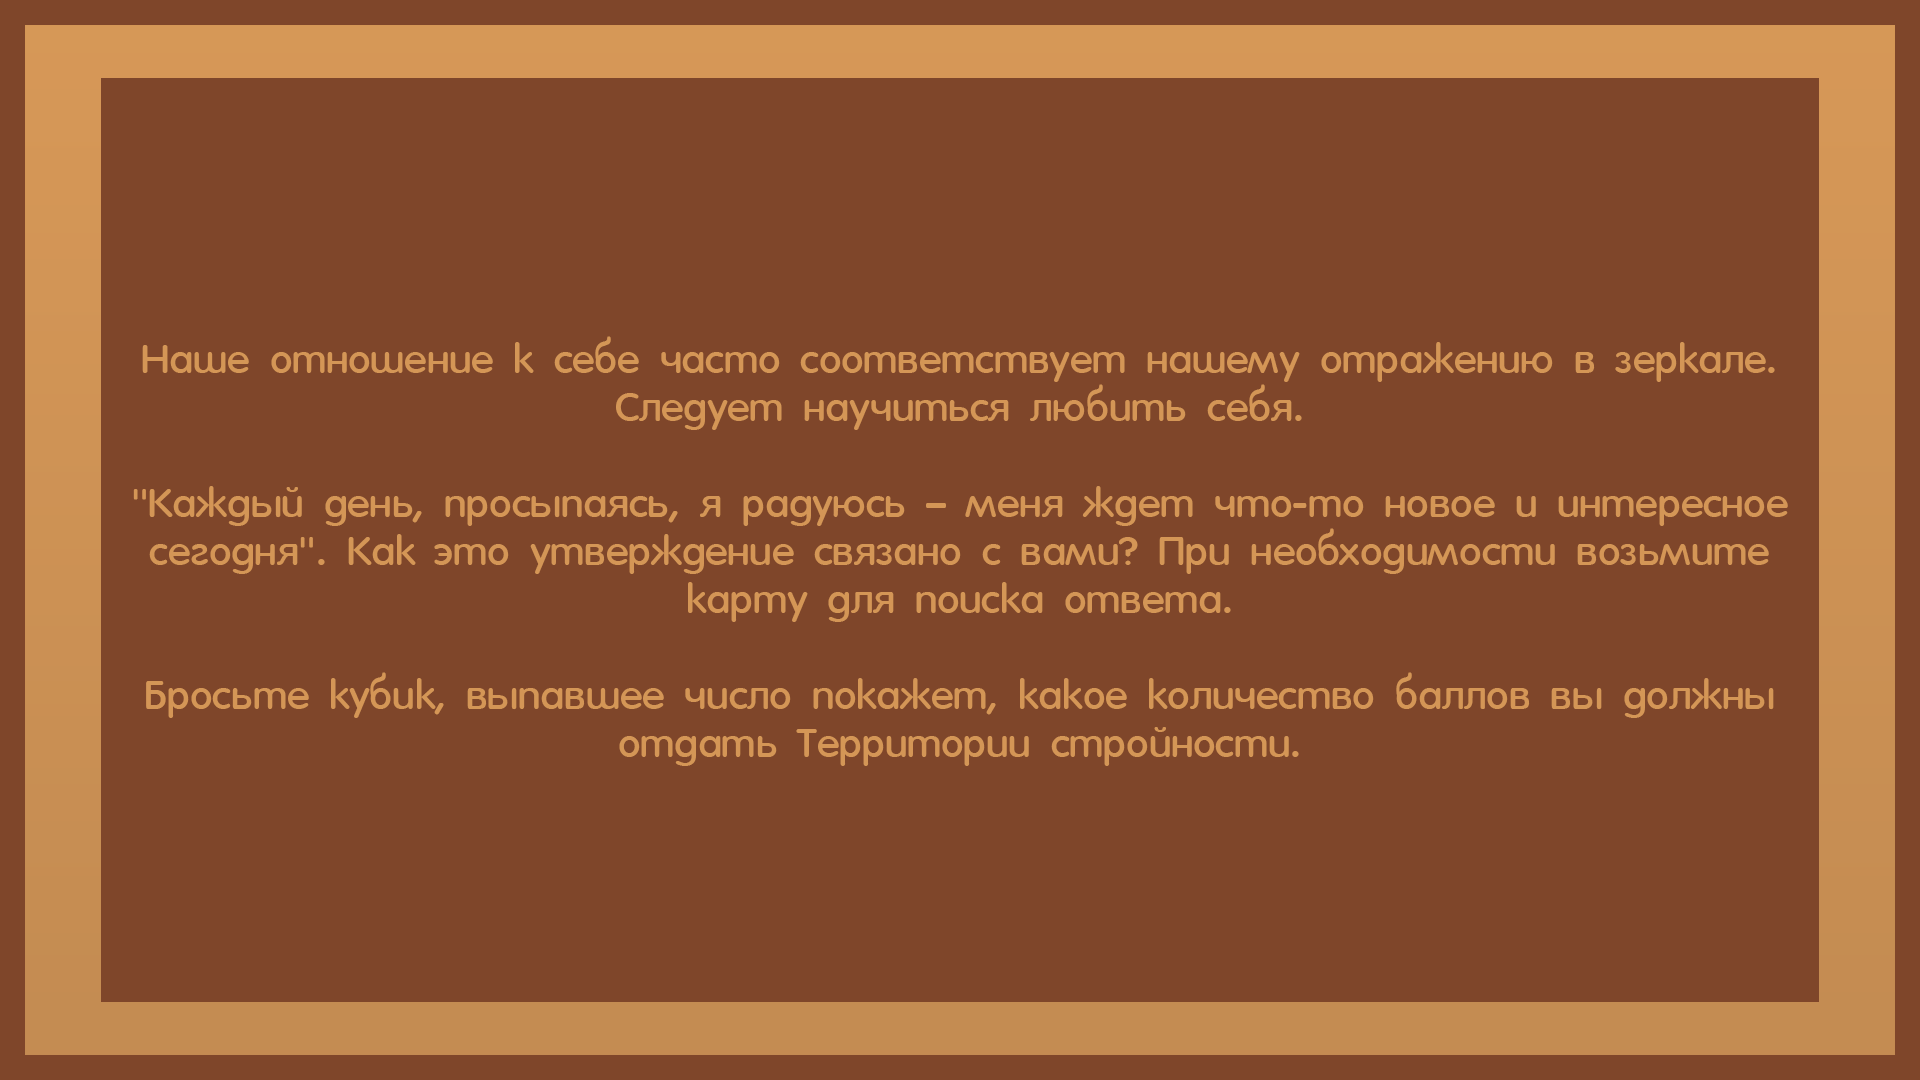 Наше отношение к себе часто соответствует нашему отражению в зеркале.
Следует научиться любить себя.
"Каждый день, просыпаясь, я радуюсь – меня ждет что-то новое и интересное
сегодня". Как это утверждение связано с вами? При необходимости возьмите
карту для поиска ответа.
Бросьте кубик, выпавшее число покажет, какое количество баллов вы должны
отдать Территории стройности.